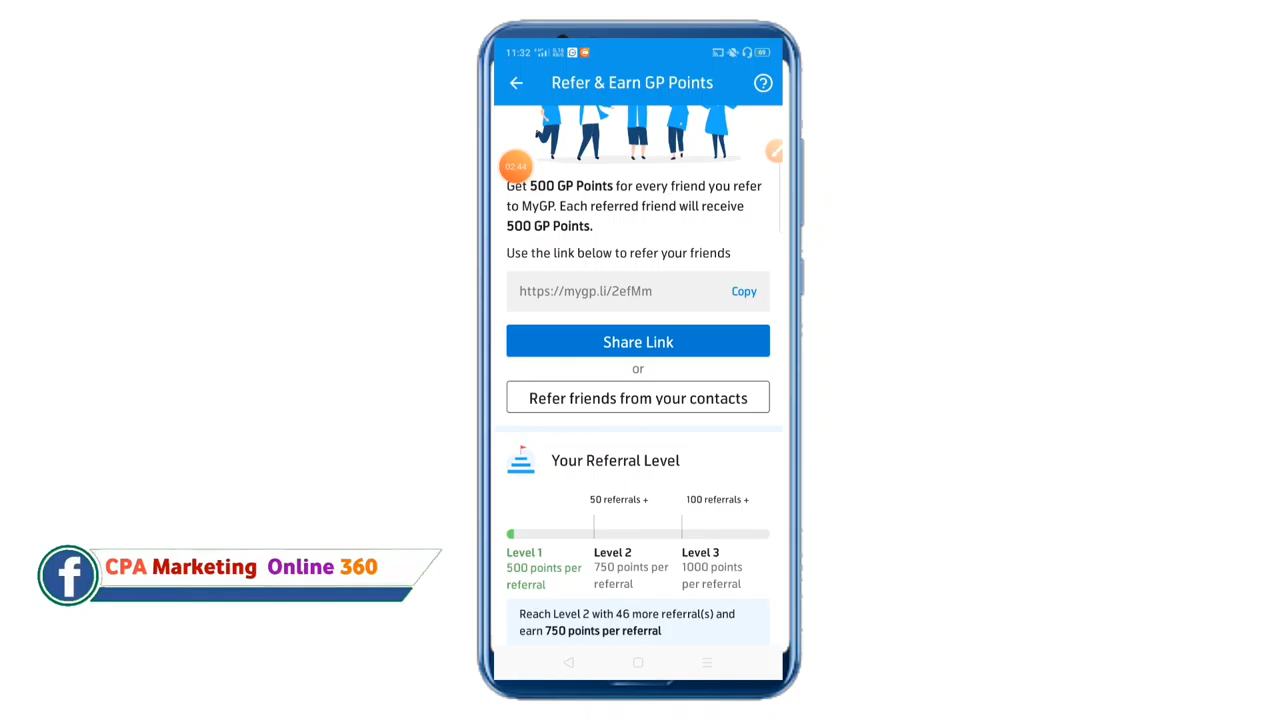 11:32
69
Refer & Earn GP Points
02:44
Get 500 GP Points for every friend you refer
to MyGP. Each referred friend will receive
500 GP Points.
Use the link below to refer your friends
https://mygp.li/2efMm
Copy
Share Link
or
Refer friends from your contacts
Your Referral Level
50 referrals +
100 referrals +
Level 1
500 points per
referral
Level 2
750 points per
referral
Level 3
1000 points
per referral
Reach Level 2 with 46 more referral(s) and
earn 750 points per referral
f CPA Marketing Online 360